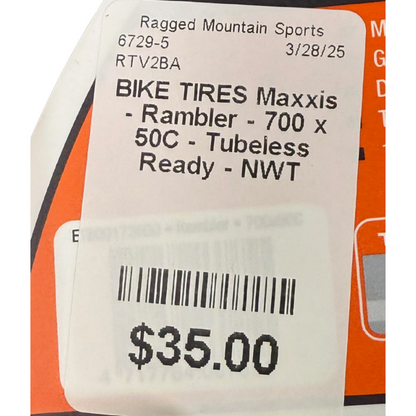 Ragged Mountain Sports
6729-5 3/28/25
RTV2BA
BIKE TIRES Maxxis
- Rambler - 700 x
50C - Tubeless
Ready - NWT
$35.00